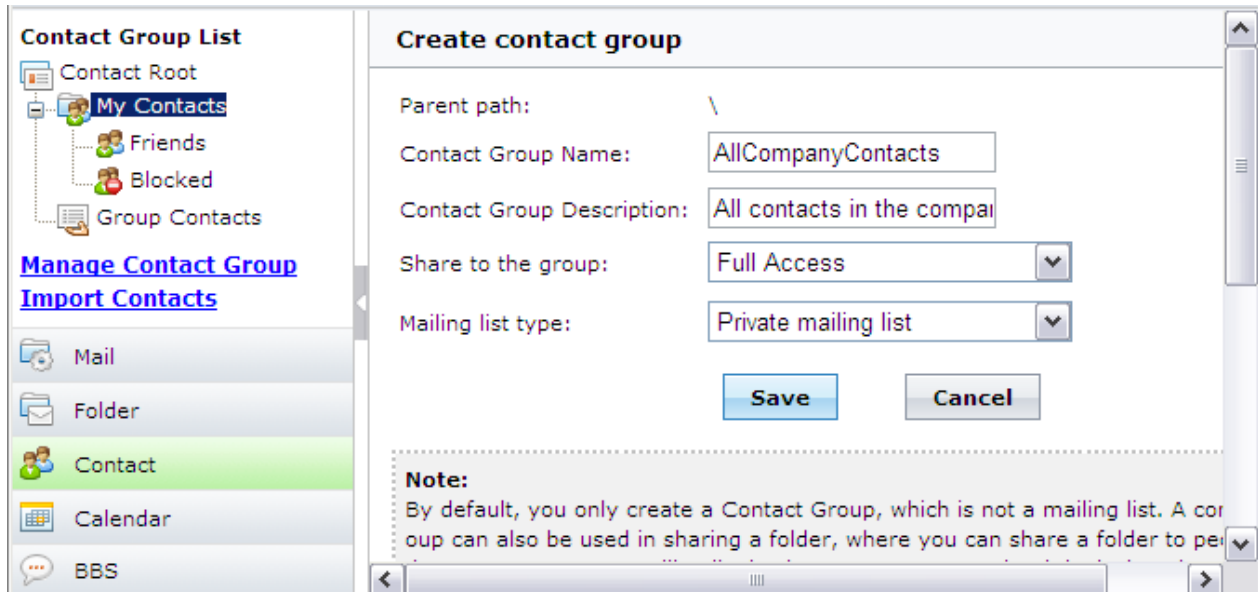 Contact Group List
Contact Root
My Contacts
Friends
Blocked
Group Contacts
Manage Contact Group
Import Contacts
Mail
Folder
Contact
Calendar
BBS
Create contact group
Parent path: \
Contact Group Name: AllCompanyContacts
Contact Group Description: All contacts in the compa
Share to the group: Full Access
Mailing list type: Private mailing list
Save Cancel
Note:
By default, you only create a Contact Group, which is not a mailing list. A
oup can also be used in sharing a folder, where you can share a folder to